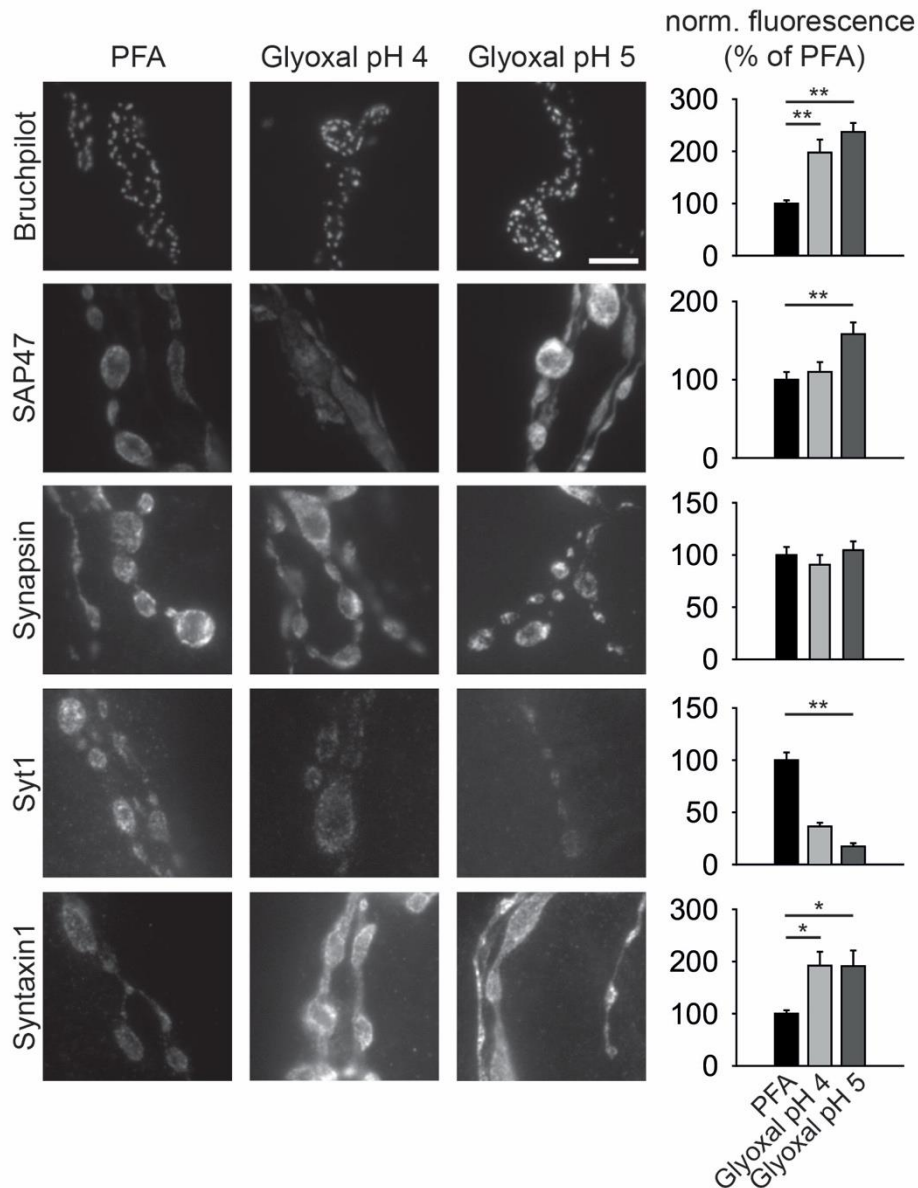 norm. fluorescence
(% of PFA)
PFA
Glyoxal pH 4
Glyoxal pH 5
Bruchpilot
300
200
100
0
**
**
SAP47
200
100
0
**
Synapsin
150
100
50
0
Syt1
150
100
50
0
**
Syntaxin1
300
200
100
0
*
*
PFA
Glyoxal pH 4
Glyoxal pH 5